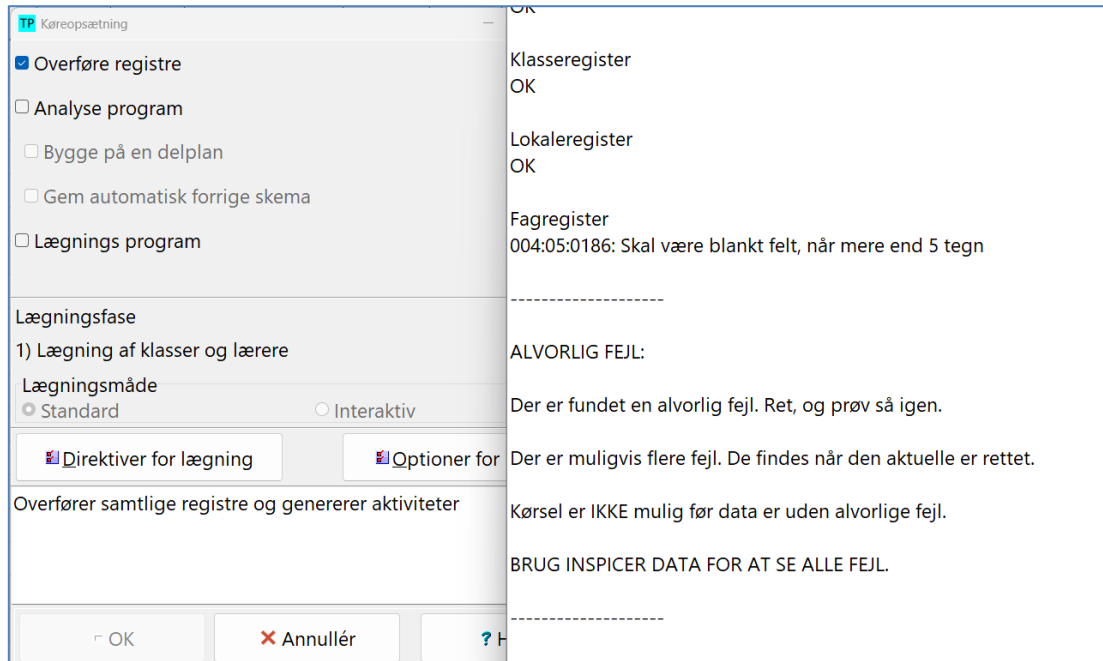 TP Køreopsætning
Overføre registre
Analyse program
Bygge på en delplan
Gem automatisk forrige skema
Lægnings program
Lægningsfase
1) Lægning af klasser og lærere
Lægningsmåde
Standard
Interaktiv
Direktiver for lægning
Optioner for
Overfører samtlige registre og genererer aktiviteter
OK
Annullér
? H
OK
Klasseregister
OK
Lokaleregister
OK
Fagregister
004:05:0186: Skal være blankt felt, når mere end 5 tegn
--------------------
ALVORLIG FEJL:
Der er fundet en alvorlig fejl. Ret, og prøv så igen.
Der er muligvis flere fejl. De findes når den aktuelle er rettet.
Kørsel er IKKE mulig før data er uden alvorlige fejl.
BRUG INSPICER DATA FOR AT SE ALLE FEJL.
--------------------